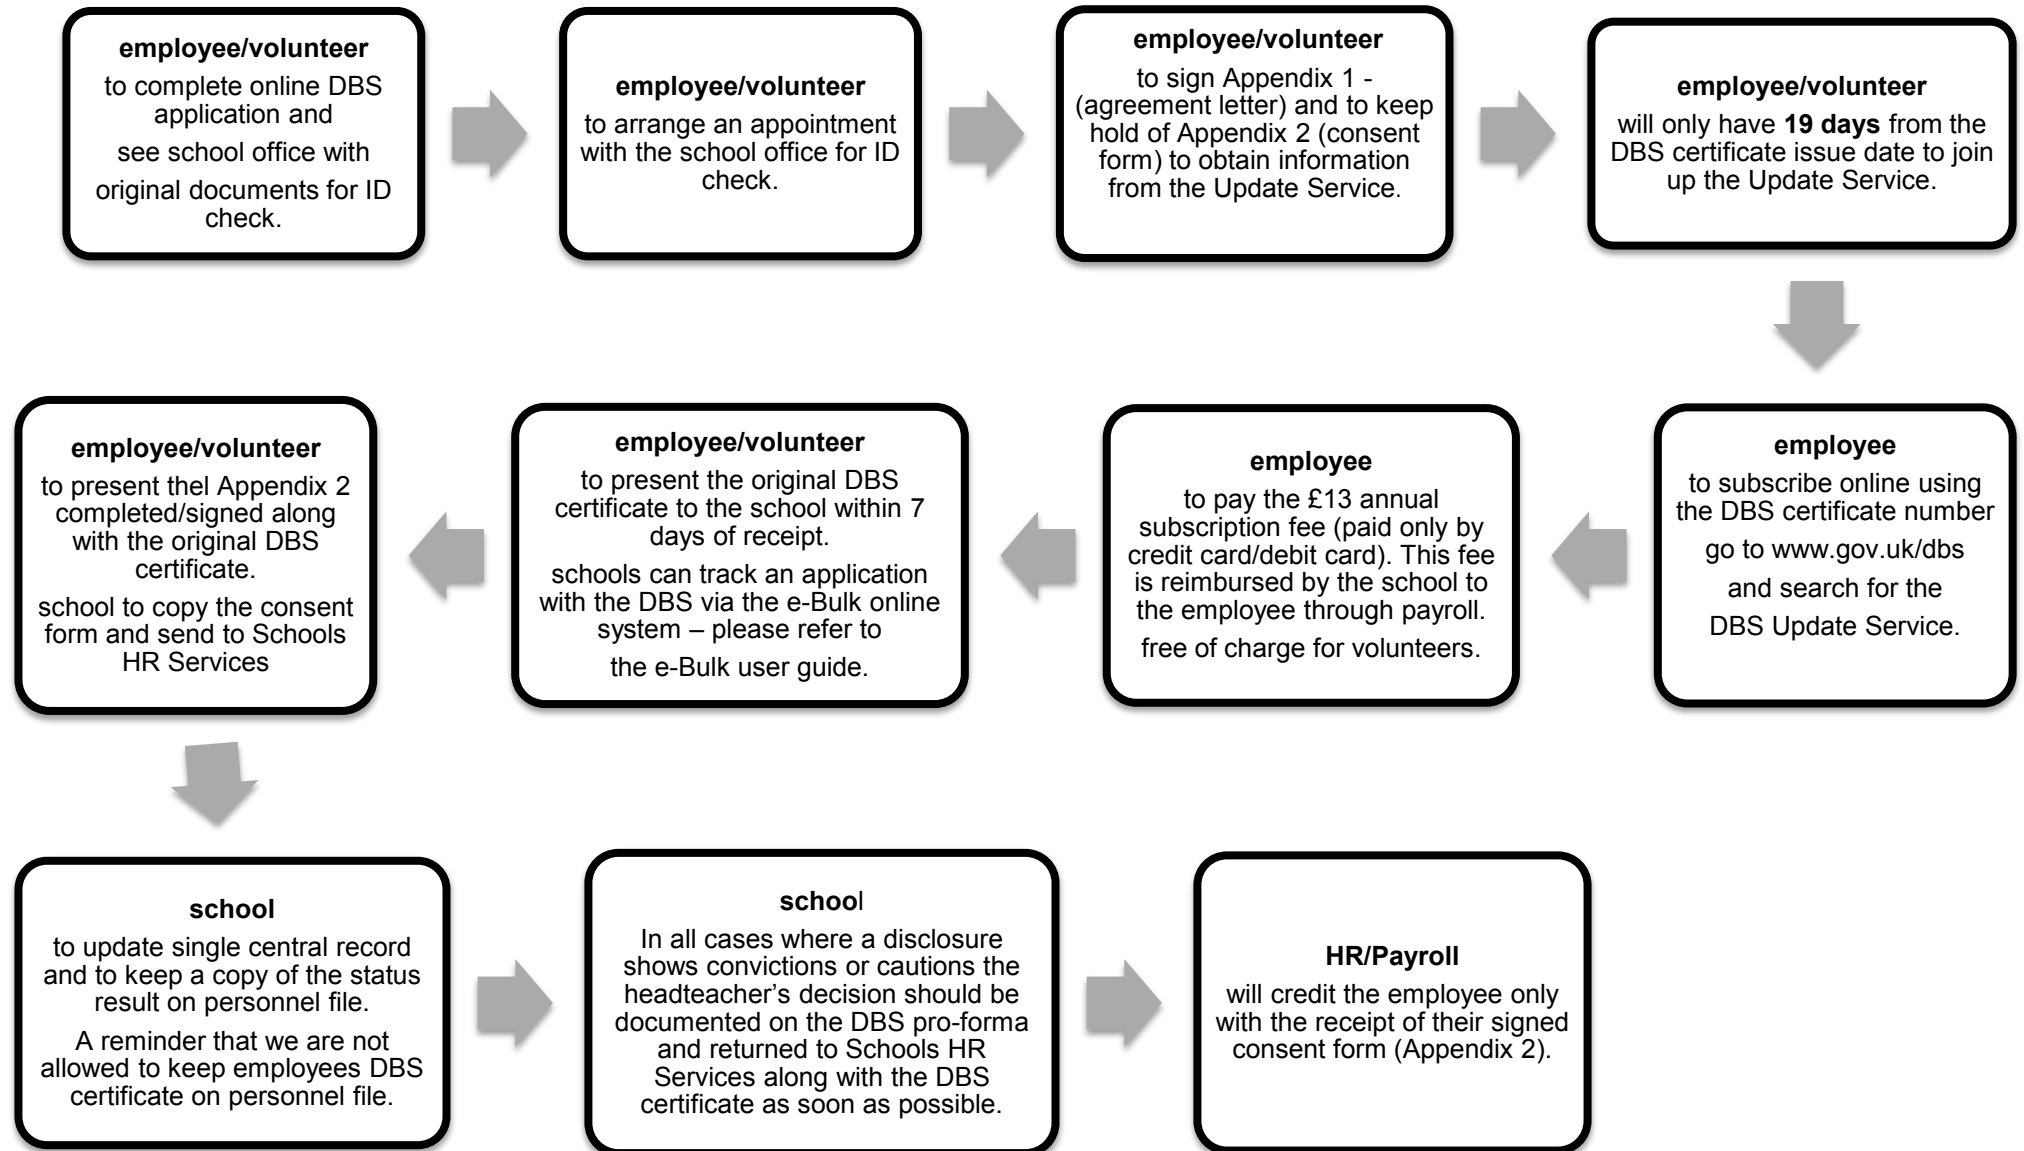 employee/volunteer
to complete online DBS
application and
see school office with
original documents for ID
check.
employee/volunteer
to arrange an appointment
with the school office for ID
check.
employee/volunteer
to sign Appendix 1 -
(agreement letter) and to keep
hold of Appendix 2 (consent
form) to obtain information
from the Update Service.
employee/volunteer
will only have 19 days from the
DBS certificate issue date to join
up the Update Service.
employee
to subscribe online using
the DBS certificate number
go to www.gov.uk/dbs
and search for the
DBS Update Service.
employee
to pay the £13 annual
subscription fee (paid only by
credit card/debit card). This fee
is reimbursed by the school to
the employee through payroll.
free of charge for volunteers.
employee/volunteer
to present the original DBS
certificate to the school within 7
days of receipt.
schools can track an application
with the DBS via the e-Bulk online
system – please refer to
the e-Bulk user guide.
employee/volunteer
to present thel Appendix 2
completed/signed along
with the original DBS
certificate.
school to copy the consent
form and send to Schools
HR Services
school
to update single central record
and to keep a copy of the status
result on personnel file.
A reminder that we are not
allowed to keep employees DBS
certificate on personnel file.
school
In all cases where a disclosure
shows convictions or cautions the
headteacher's decision should be
documented on the DBS pro-forma
and returned to Schools HR
Services along with the DBS
certificate as soon as possible.
HR/Payroll
will credit the employee only
with the receipt of their signed
consent form (Appendix 2).